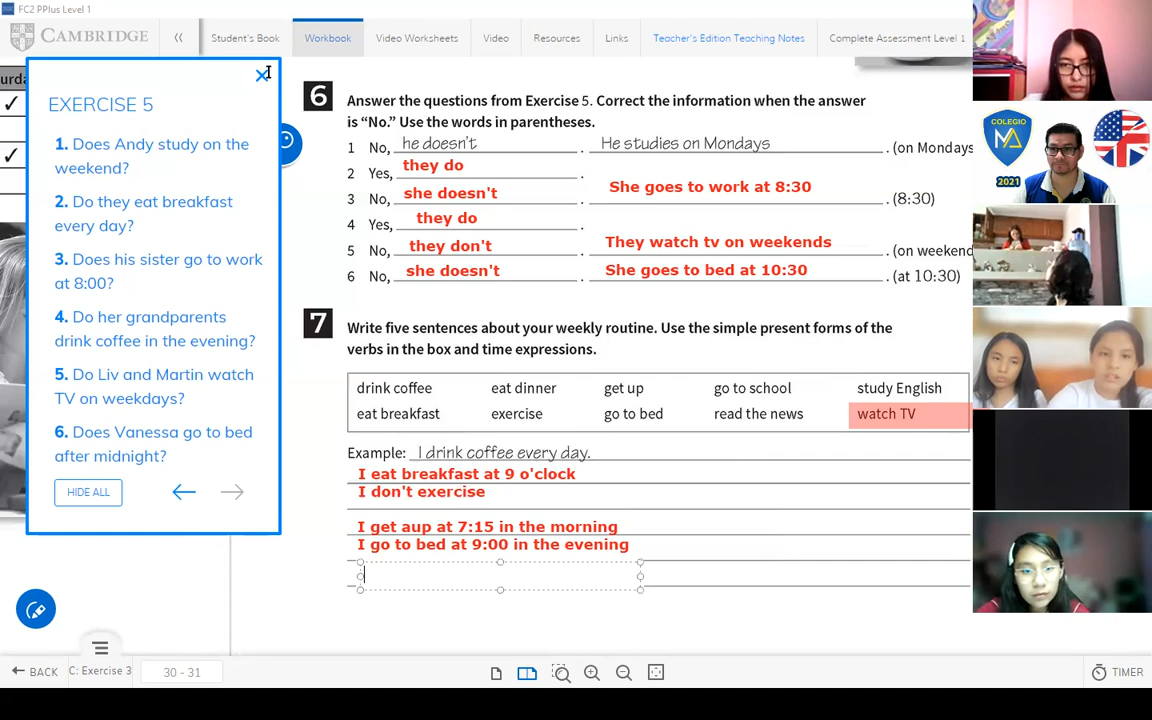 FC2 PPlus Level 1
CAMBRIDGE
Student's Book
Workbook
Video Worksheets
Video
Resources
Links
Teacher's Edition Teaching Notes
Complete Assessment Level 1
urda
EXERCISE 5
1. Does Andy study on the
weekend?
2. Do they eat breakfast
every day?
3. Does his sister go to work
at 8:00?
4. Do her grandparents
drink coffee in the evening?
5. Do Liv and Martin watch
TV on weekdays?
6. Does Vanessa go to bed
after midnight?
HIDE ALL
6 Answer the questions from Exercise 5. Correct the information when the answer
is “No.” Use the words in parentheses.
1 No, he doesn't . He studies on Mondays . (on Mondays
2 Yes, they do .
3 No, she doesn't . She goes to work at 8:30 . (8:30)
4 Yes, they do .
5 No, they don't . They watch tv on weekends . (on weekend
6 No, she doesn't . She goes to bed at 10:30 . (at 10:30)
7 Write five sentences about your weekly routine. Use the simple present forms of the
verbs in the box and time expressions.
drink coffee eat dinner get up go to school study English
eat breakfast exercise go to bed read the news watch TV
Example: I drink coffee every day.
I eat breakfast at 9 o'clock
I don't exercise
I get aup at 7:15 in the morning
I go to bed at 9:00 in the evening
COLEGIO
MA
2021
BACK
C: Exercise 3
30 - 31
TIMER